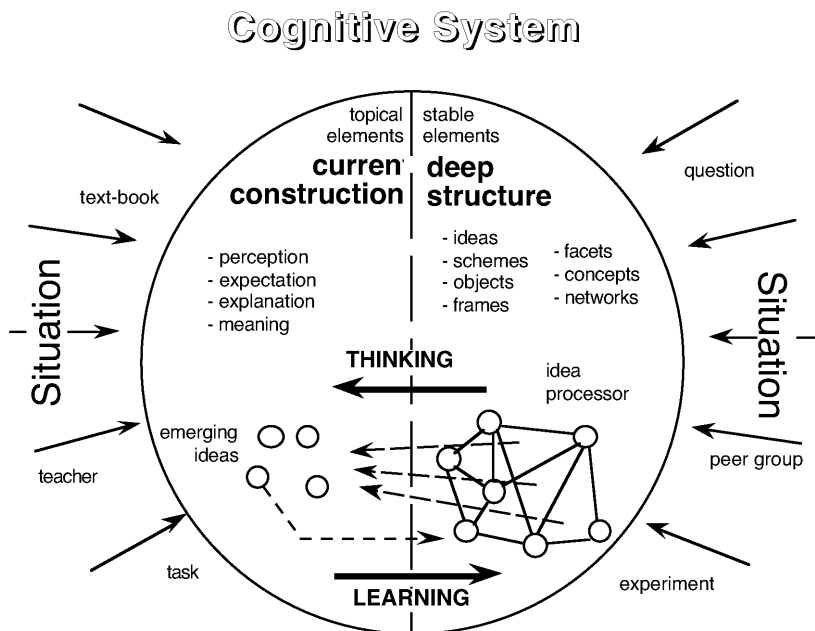 Cognitive System
topical
elements
stable
elements
curren
construction
deep
structure
text-book
question
- perception
- expectation
- explanation
- meaning
- ideas
- schemes
- objects
- frames
- facets
- concepts
- networks
Situation
Situation
THINKING
idea
processor
emerging
ideas
teacher
peer group
task
experiment
LEARNING